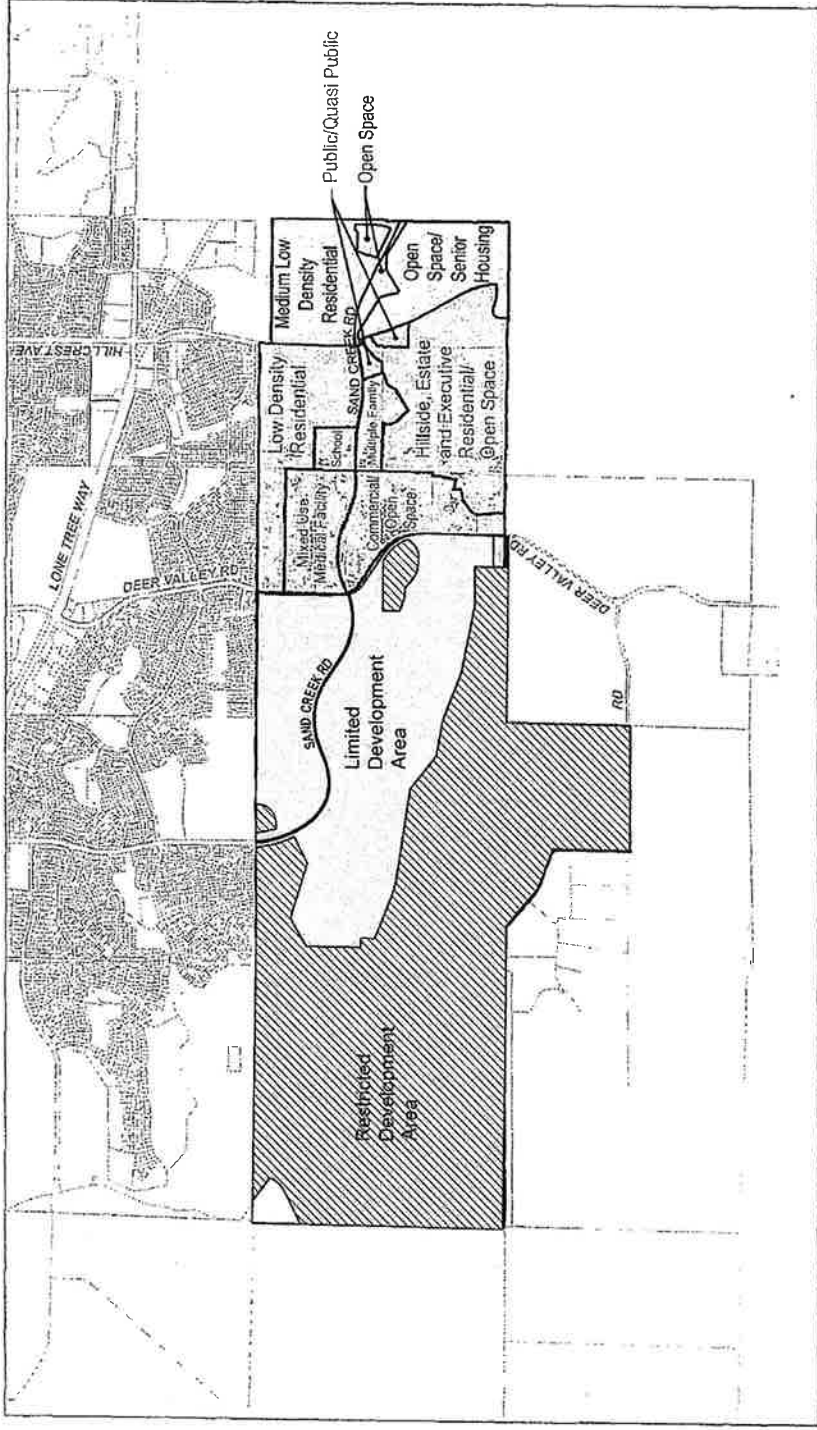 LONE TREE WAY
HILLCREST AVE
DEER VALLEY RD
Public/Quasi Public
Open Space
Medium Low
Density
Residential
Low Density
Residential
SAND CREEK RD
School
Multiple Family
Mixed Use
Medical Facility
Commercial/
Open
Space
Hillside, Estate
and Executive
Residential/
Open Space
Open
Space/
Senior
Housing
SAND CREEK RD
Limited
Development
Area
Restricted
Development
Area
DEER VALLEY RD
RD